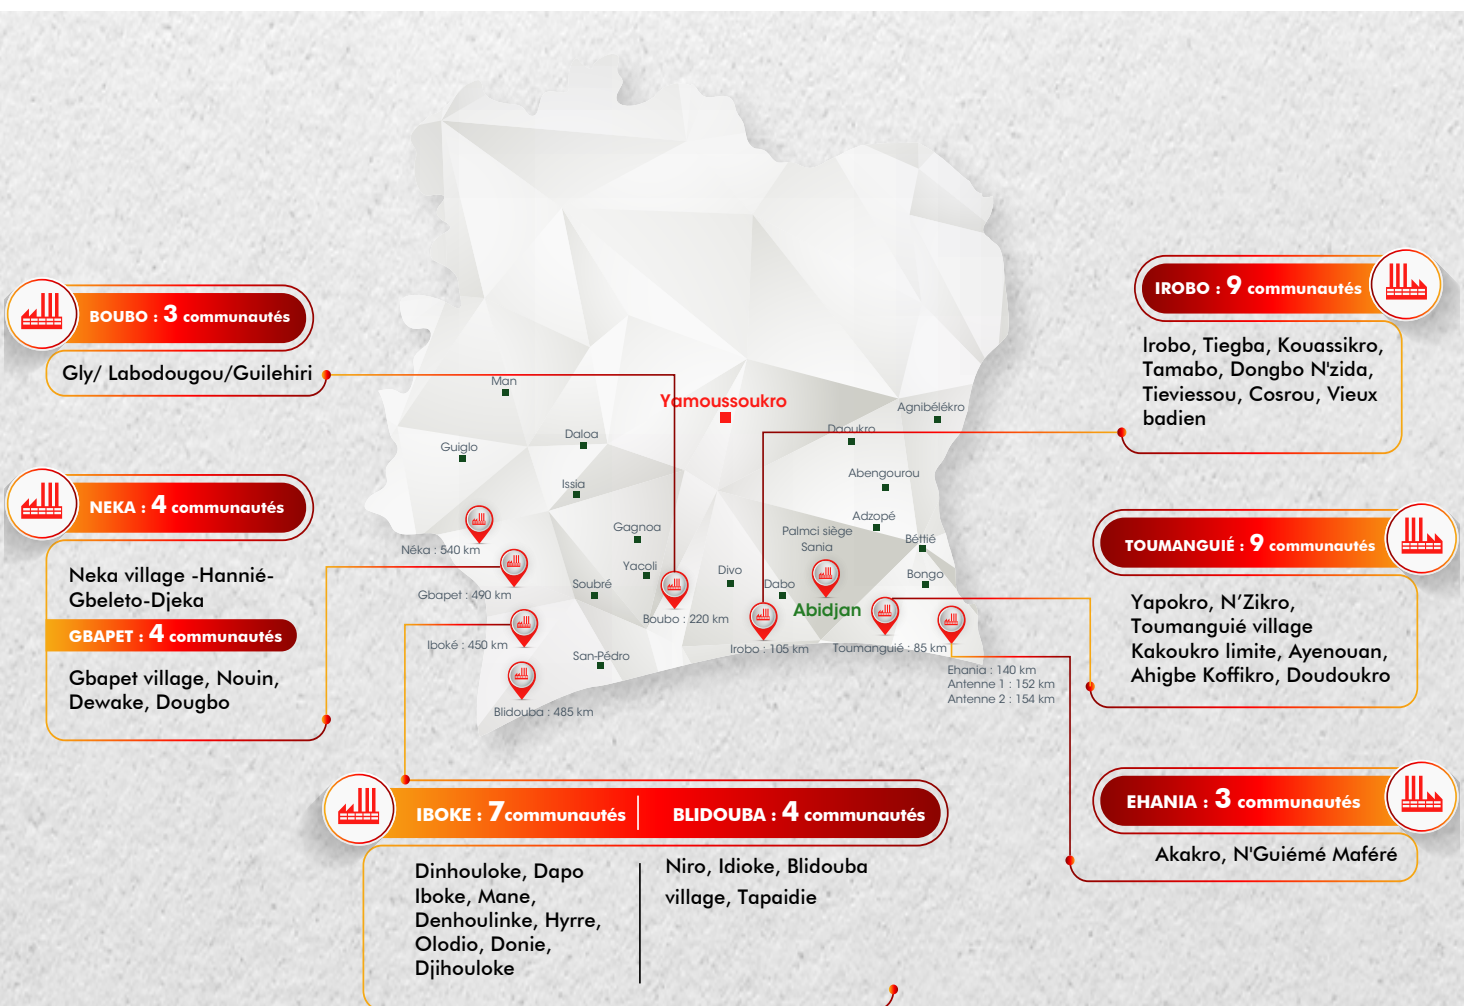 BOUBO : 3 communautés
Gly/ Labodougou/Guilehiri
NEKA : 4 communautés
Neka village -Hannié-
Gbeleto-Djeka
GBAPET : 4 communautés
Gbapet village, Nouin,
Dewake, Dougbo
IROBO : 9 communautés
Irobo, Tiegba, Kouassikro,
Tamabo, Dongbo N'zida,
Tieviessou, Cosrou, Vieux
badien
TOUMANGUIÉ : 9 communautés
Yapokro, N’Zikro,
Toumanguié village
Kakoukro limite, Ayenouan,
Ahigbe Koffikro, Doudoukro
EHANIA : 3 communautés
Akakro, N'Guiémé Maféré
IBOKE : 7communautés
Dinhouloke, Dapo
Iboke, Mane,
Denhoulinke, Hyrre,
Olodio, Donie,
Djihouloke
BLIDOUBA : 4 communautés
Niro, Idioke, Blidouba
village, Tapaidie
Man
Yamoussoukro
Agnibélékro
Daoukro
Daloa
Guiglo
Abengourou
Issia
Adzopé
Gagnoa
Palmci siège
Sania
Béttié
Néka : 540 km
Yacoli
Divo
Bongo
Soubré
Dabo
Gbapet : 490 km
Abidjan
Boubo : 220 km
Iboké : 450 km
Irobo : 105 km
Toumanguié : 85 km
San-Pédro
Ehania : 140 km
Antenne 1 : 152 km
Antenne 2 : 154 km
Blidouba : 485 km